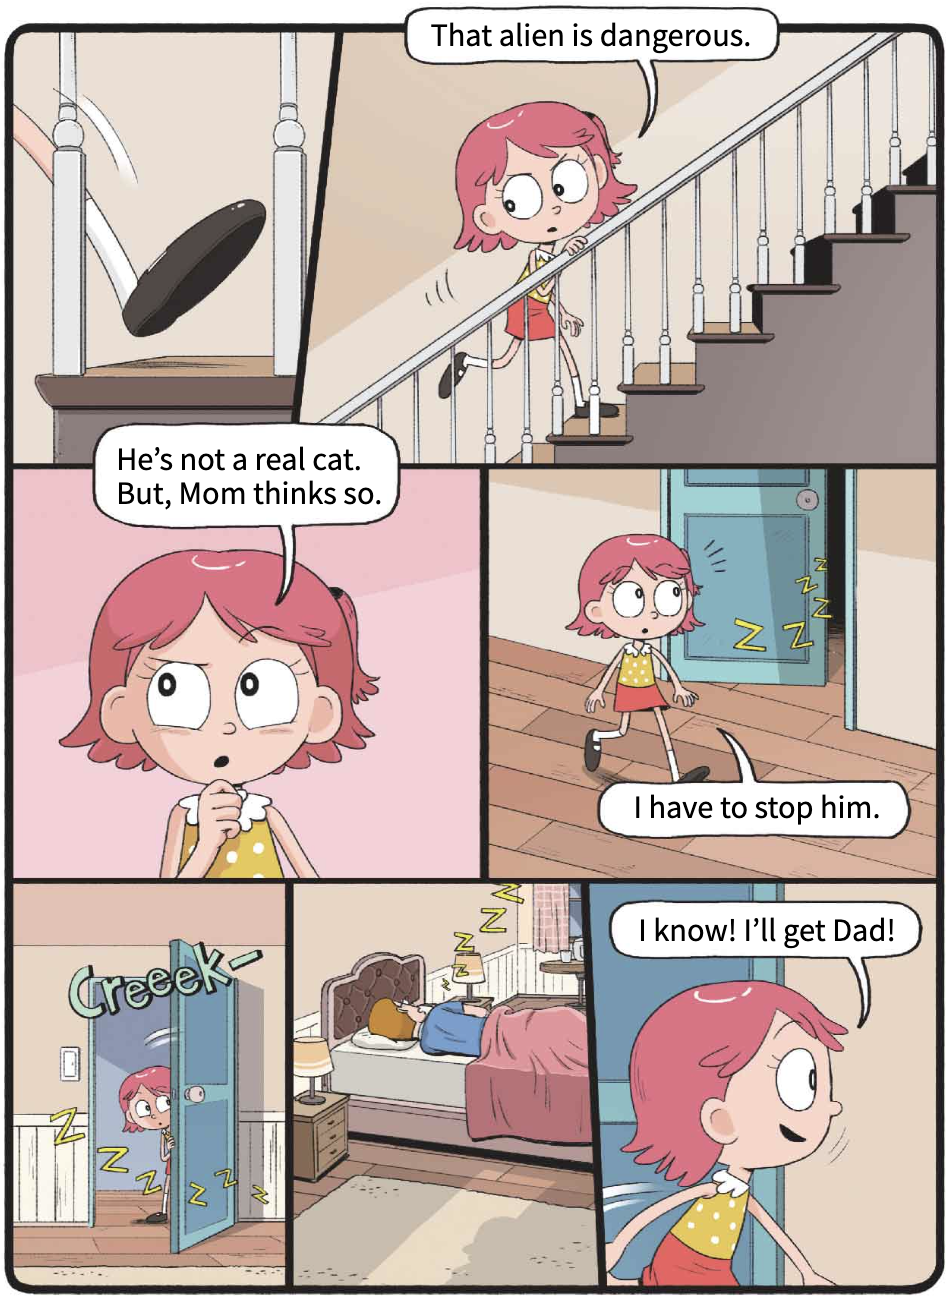 That alien is dangerous.
He's not a real cat.
But, Mom thinks so.
Z Z Z Z Z
I have to stop him.
Creeek-
Z Z Z Z Z Z
Z Z Z Z Z
I know! I'll get Dad!